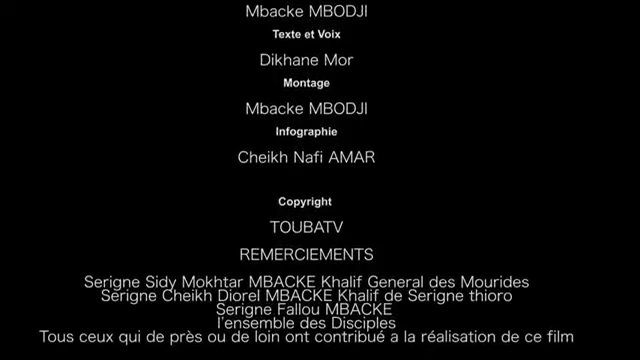 Mbacke MBODJI
Texte et Voix
Dikhane Mor
Montage
Mbacke MBODJI
Infographie
Cheikh Nafi AMAR
Copyright
TOUBATV
REMERCIEMENTS
Serigne Sidy Mokhtar MBACKE Khalif General des Mourides
Serigne Cheikh Diorel MBACKE Khalif de Serigne thioro
Serigne Fallou MBACKE
l'ensemble des Disciples
Tous ceux qui de près ou de loin ont contribué a la réalisation de ce film